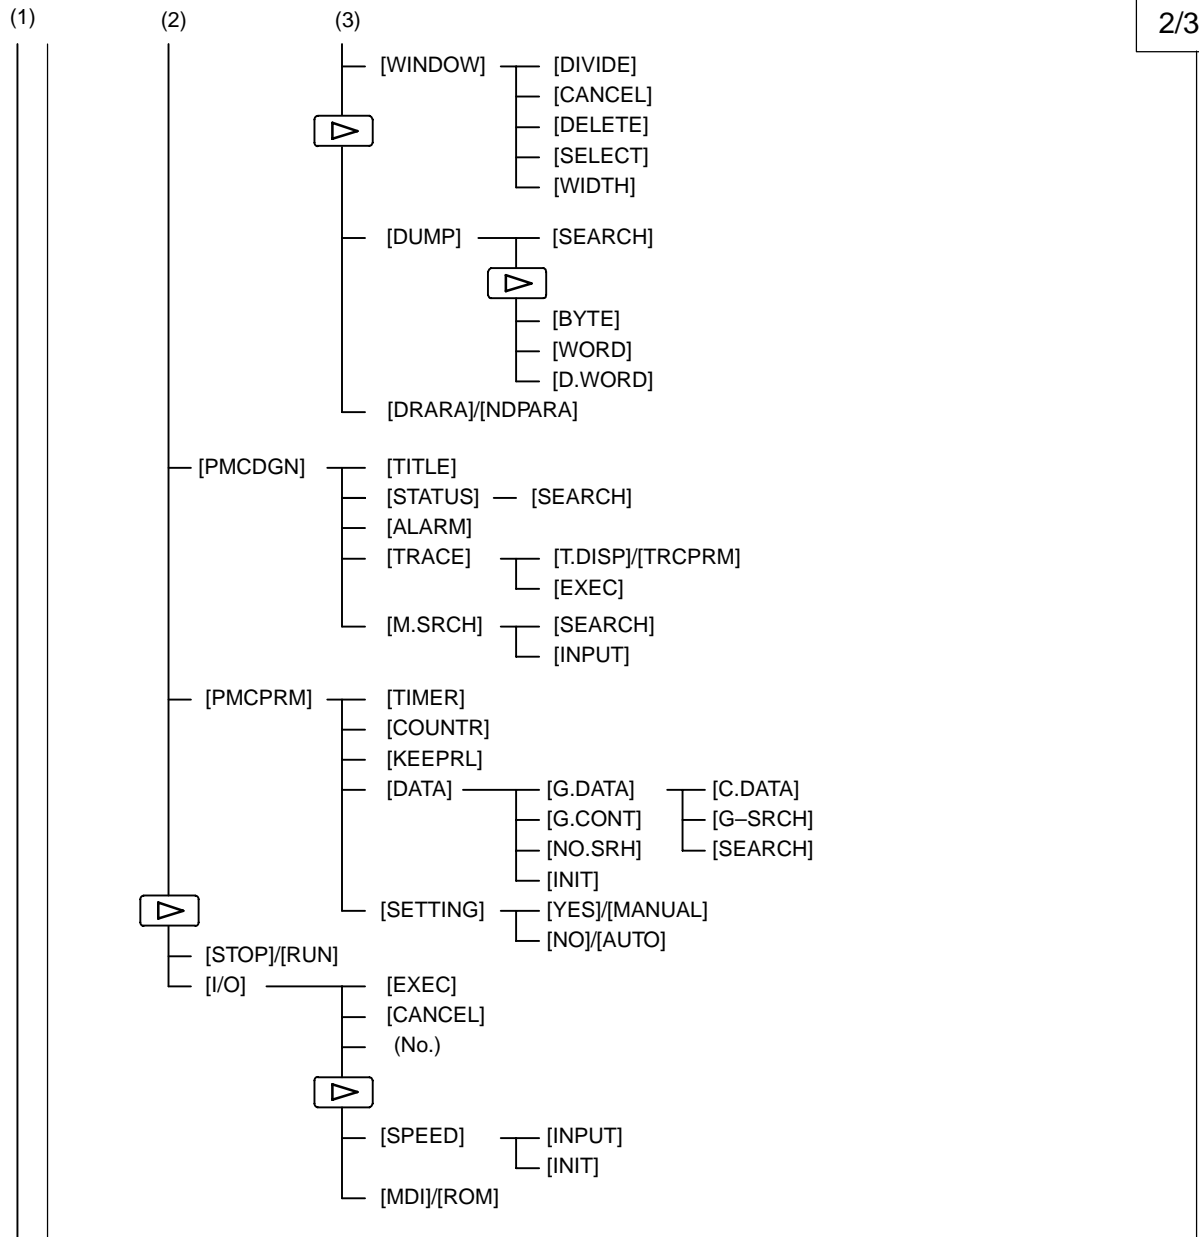 (1) (2) (3) 2/3
[WINDOW] [DIVIDE]
[CANCEL]
[DELETE]
[SELECT]
[WIDTH]
[DUMP] [SEARCH]
[BYTE]
[WORD]
[D.WORD]
[DRARA]/[NDPARA]
[PMCDGN] [TITLE]
[STATUS] [SEARCH]
[ALARM]
[TRACE] [T.DISP]/[TRCPRM]
[EXEC]
[M.SRCH] [SEARCH]
[INPUT]
[PMCPRM] [TIMER]
[COUNTR]
[KEEPRL]
[DATA] [G.DATA] [C.DATA]
[G.CONT] [G–SRCH]
[NO.SRH] [SEARCH]
[INIT]
[SETTING] [YES]/[MANUAL]
[NO]/[AUTO]
[STOP]/[RUN]
[I/O] [EXEC]
[CANCEL]
(No.)
[SPEED] [INPUT]
[INIT]
[MDI]/[ROM]